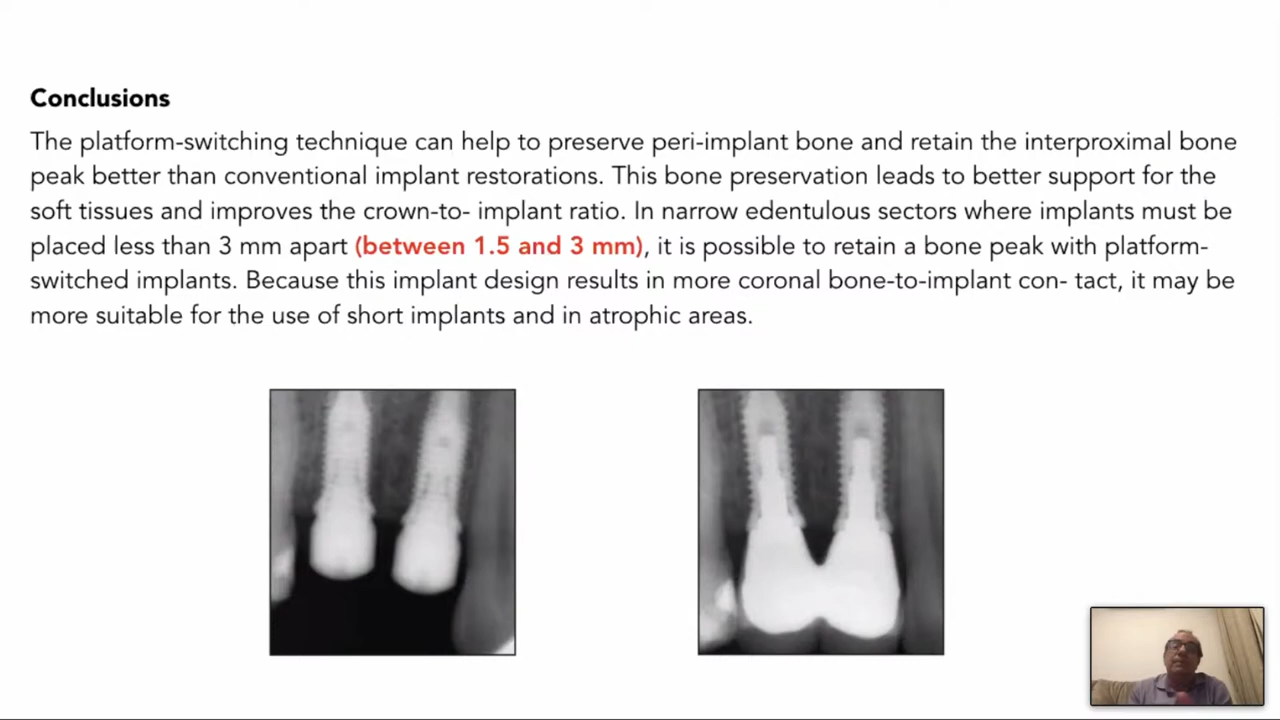 Conclusions
The platform-switching technique can help to preserve peri-implant bone and retain the interproximal bone
peak better than conventional implant restorations. This bone preservation leads to better support for the
soft tissues and improves the crown-to- implant ratio. In narrow edentulous sectors where implants must be
placed less than 3 mm apart (between 1.5 and 3 mm), it is possible to retain a bone peak with platform-
switched implants. Because this implant design results in more coronal bone-to-implant con- tact, it may be
more suitable for the use of short implants and in atrophic areas.